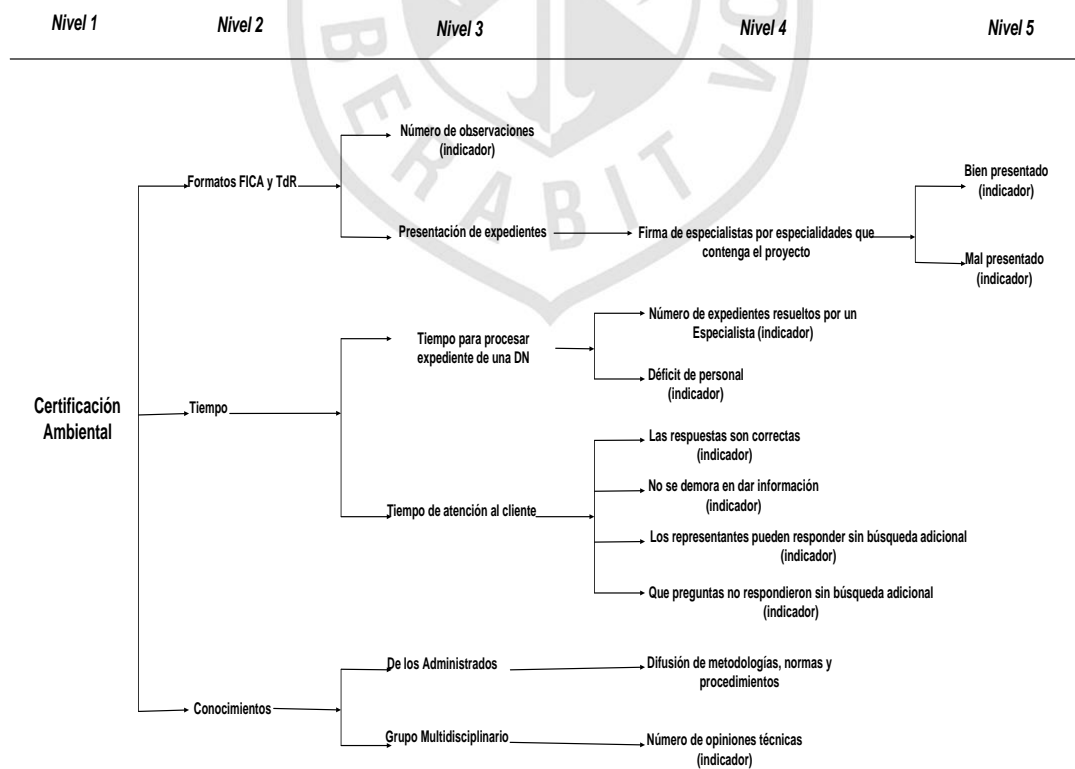 Nivel 1 Nivel 2 Nivel 3 Nivel 4 Nivel 5
BERABIT
Número de observaciones
(indicador)
Formatos FICA y TdR
Presentación de expedientes
Firma de especialistas por especialidades que
contenga el proyecto
Bien presentado
(indicador)
Mal presentado
(indicador)
Certificación
Ambiental
Tiempo
Tiempo para procesar
expediente de una DN
Número de expedientes resueltos por un
Especialista (indicador)
Déficit de personal
(indicador)
Tiempo de atención al cliente
Las respuestas son correctas
(indicador)
No se demora en dar información
(indicador)
Los representantes pueden responder sin búsqueda adicional
(indicador)
Que preguntas no respondieron sin búsqueda adicional
(indicador)
Conocimientos
De los Administrados
Difusión de metodologías, normas y
procedimientos
Grupo Multidisciplinario
Número de opiniones técnicas
(indicador)